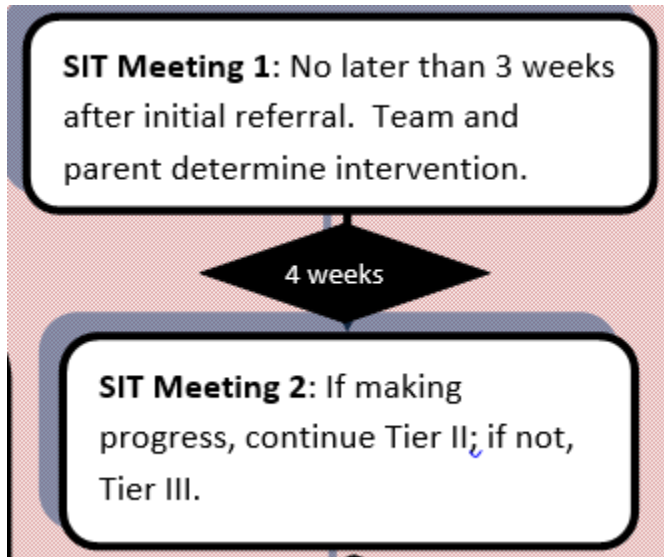 SIT Meeting 1: No later than 3 weeks
after initial referral.  Team and
parent determine intervention.
4 weeks
SIT Meeting 2: If making
progress, continue Tier II; if not,
Tier III.